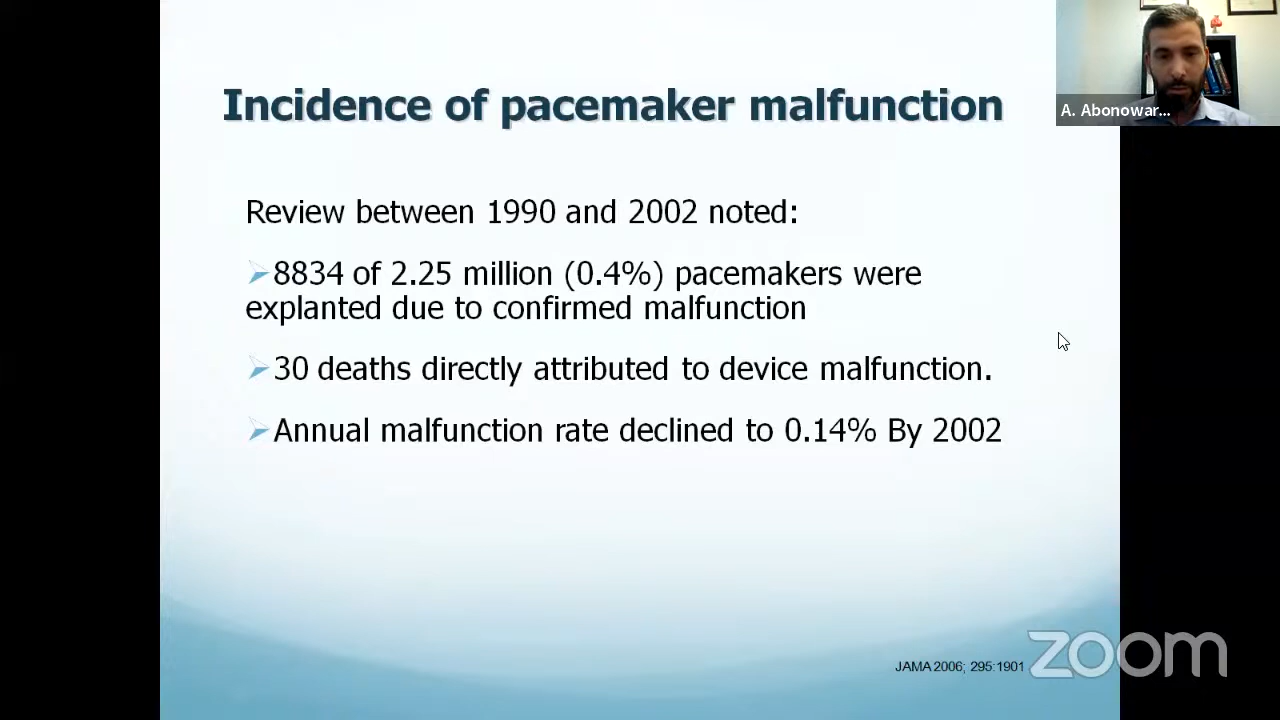 Incidence of pacemaker malfunction
A. Abonowar...
Review between 1990 and 2002 noted:
➢8834 of 2.25 million (0.4%) pacemakers were
explanted due to confirmed malfunction
➢30 deaths directly attributed to device malfunction.
➢Annual malfunction rate declined to 0.14% By 2002
JAMA 2006; 295:1901
zoom